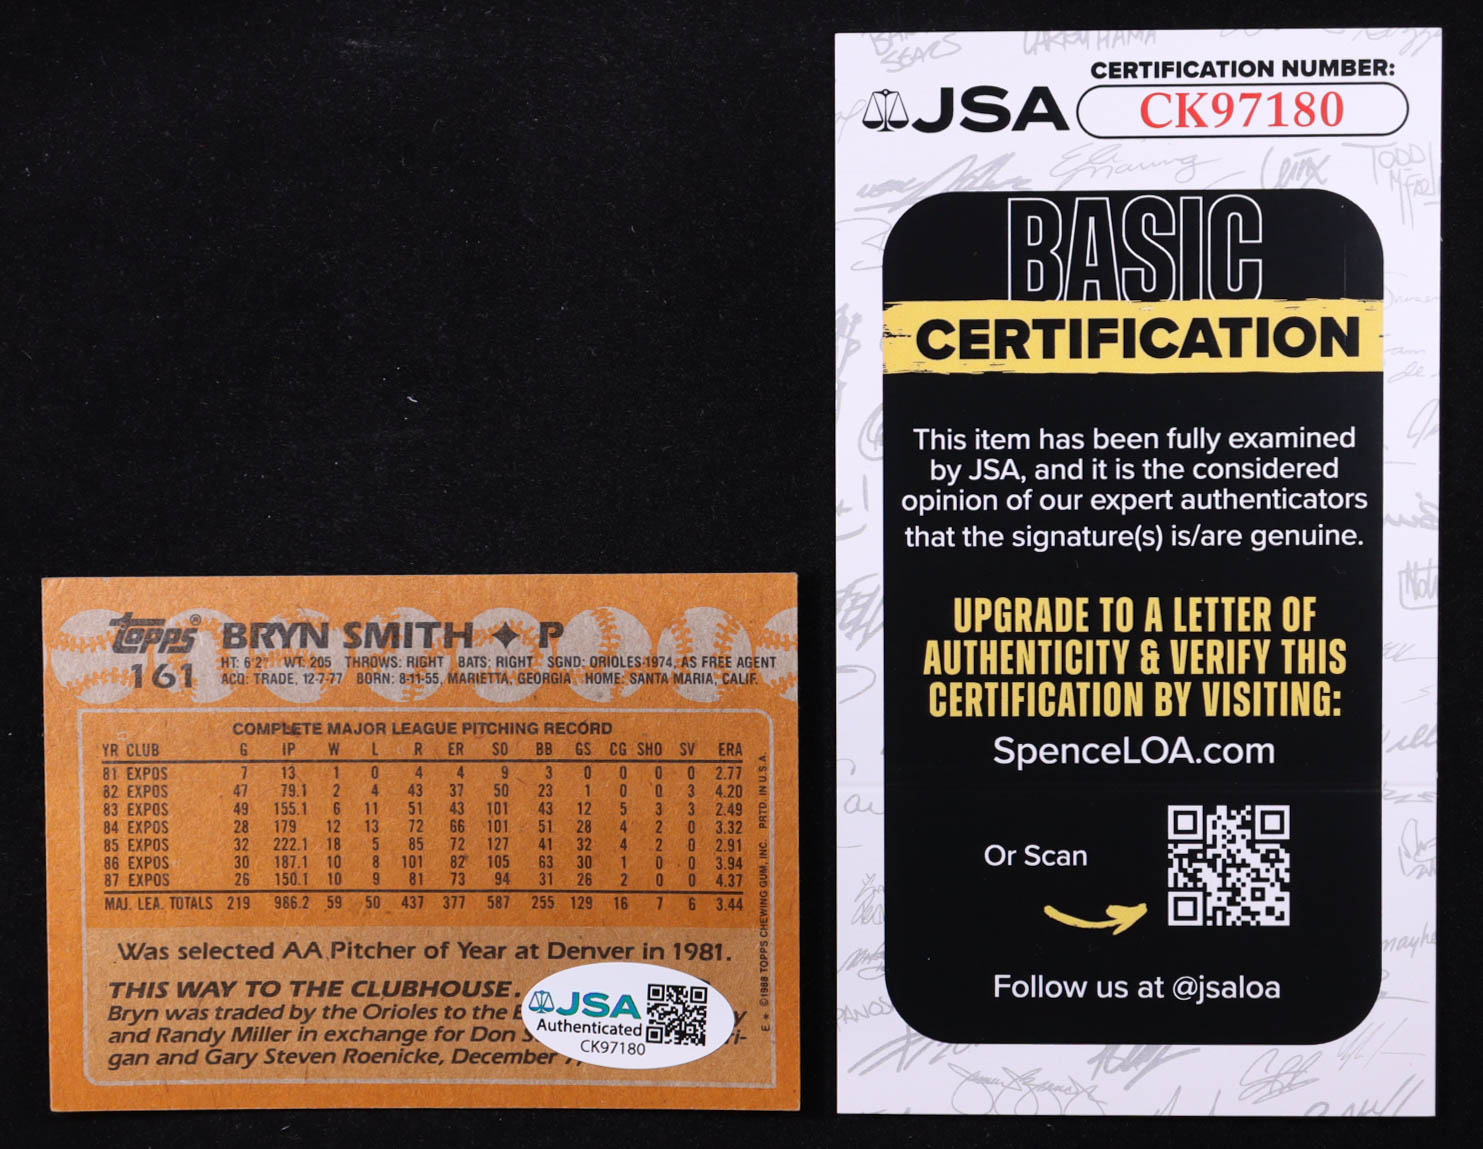 topps® BRYN SMITH ✦ P
161
HT: 6'2" WT: 205 THROWS: RIGHT BATS: RIGHT SGND: ORIOLES-1974, AS FREE AGENT
ACQ: TRADE, 12-7-77 BORN: 8-11-55, MARIETTA, GEORGIA HOME: SANTA MARIA, CALIF.
COMPLETE MAJOR LEAGUE PITCHING RECORD
YR CLUB G IP W L R ER SO BB GS CG SHO SV ERA
81 EXPOS 7 13 1 0 4 4 9 3 0 0 0 0 2.77
82 EXPOS 47 79.1 2 4 43 37 50 23 1 0 0 3 4.20
83 EXPOS 49 155.1 6 11 51 43 101 43 12 5 3 3 2.49
84 EXPOS 28 179 12 13 72 66 101 51 28 4 2 0 3.32
85 EXPOS 32 222.1 18 5 85 72 127 41 32 4 2 0 2.91
86 EXPOS 30 187.1 10 8 101 82 105 63 30 1 0 0 3.94
87 EXPOS 26 150.1 10 9 81 73 94 31 26 2 0 0 4.37
MAJ. LEA. TOTALS 219 986.2 59 50 437 377 587 255 129 16 7 6 3.44
Was selected AA Pitcher of Year at Denver in 1981.
THIS WAY TO THE CLUBHOUSE.
Bryn was traded by the Orioles to the
and Randy Miller in exchange for Don
gan and Gary Steven Roenicke, December
E * ©1988 TOPPS CHEWING GUM, INC. PRTD. IN U.S.A.
JSA
Authenticated
CK97180
CERTIFICATION NUMBER:
JSA CK97180
BASIC
CERTIFICATION
This item has been fully examined
by JSA, and it is the considered
opinion of our expert authenticators
that the signature(s) is/are genuine.
UPGRADE TO A LETTER OF
AUTHENTICITY & VERIFY THIS
CERTIFICATION BY VISITING:
SpenceLOA.com
Or Scan
Follow us at @jsaloa